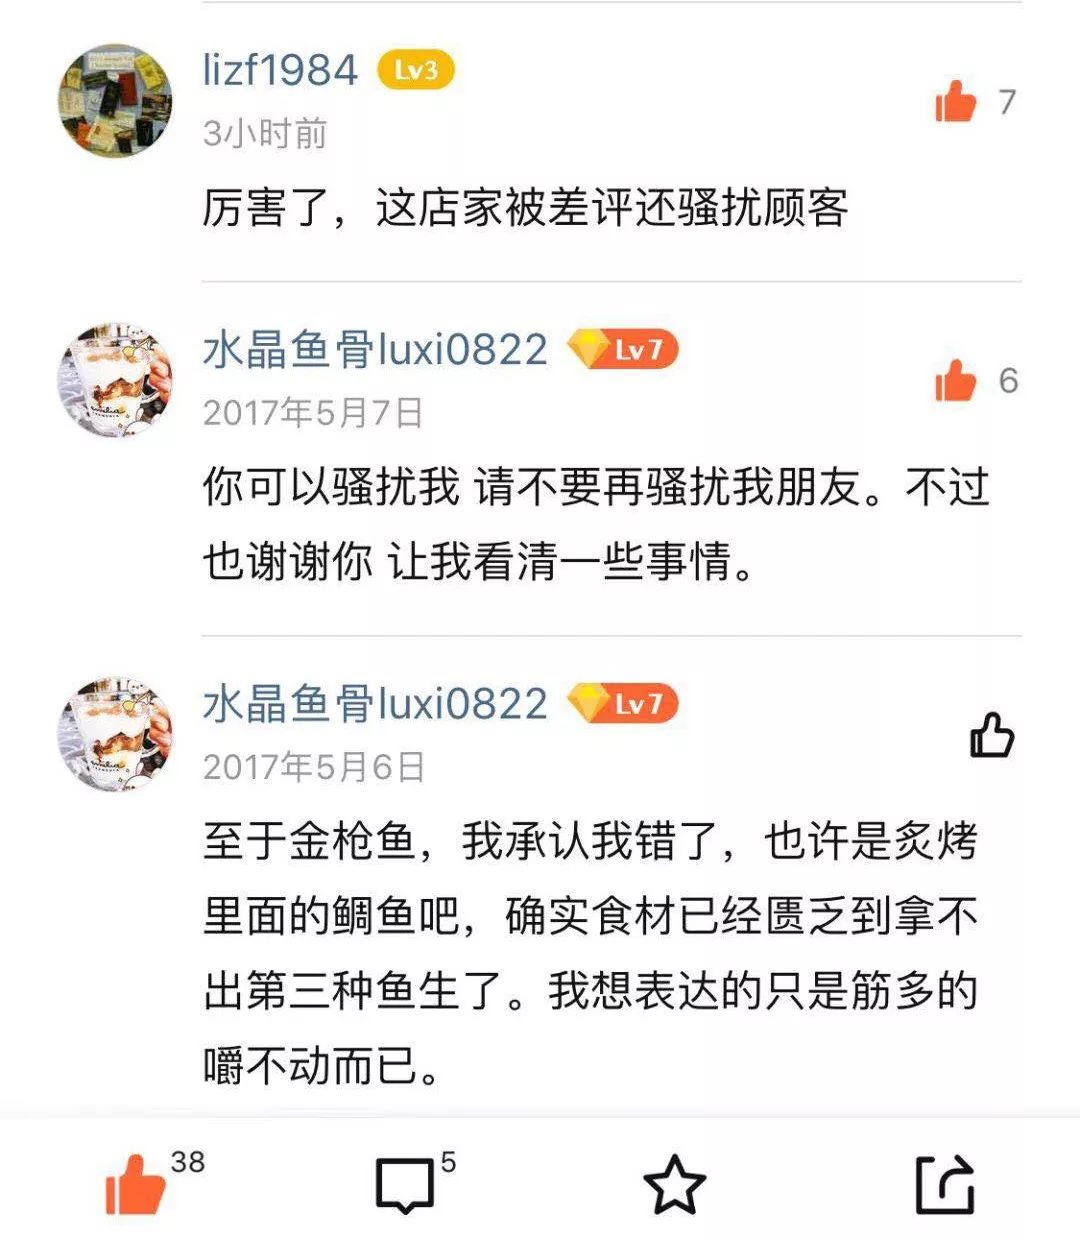 lizf1984 Lv3
7
3小时前
厉害了，这店家被差评还骚扰顾客
水晶鱼骨luxi0822 Lv7
6
2017年5月7日
你可以骚扰我 请不要再骚扰我朋友。不过
也谢谢你 让我看清一些事情。
水晶鱼骨luxi0822 Lv7
2017年5月6日
至于金枪鱼，我承认我错了，也许是炙烤
里面的鲷鱼吧，确实食材已经匮乏到拿不
出第三种鱼生了。我想表达的只是筋多的
嚼不动而已。
38
5